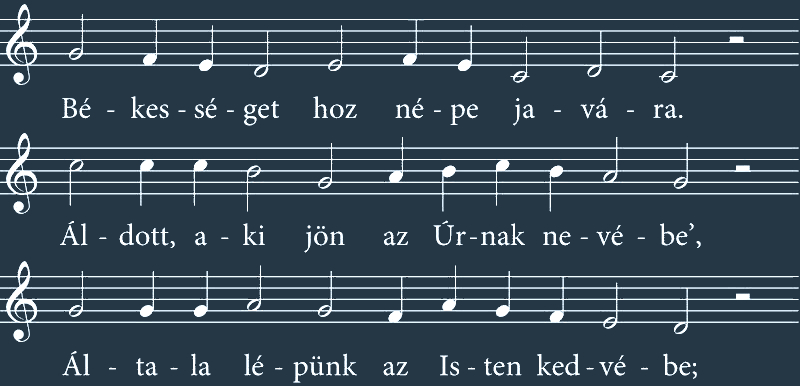 Bé - kes - sé - get hoz né - pe ja - vá - ra.
Ál - dott, a - ki jön az Úr - nak ne - vé - be’,
Ál - ta - la lé - pünk az Is - ten ked - vé - be;